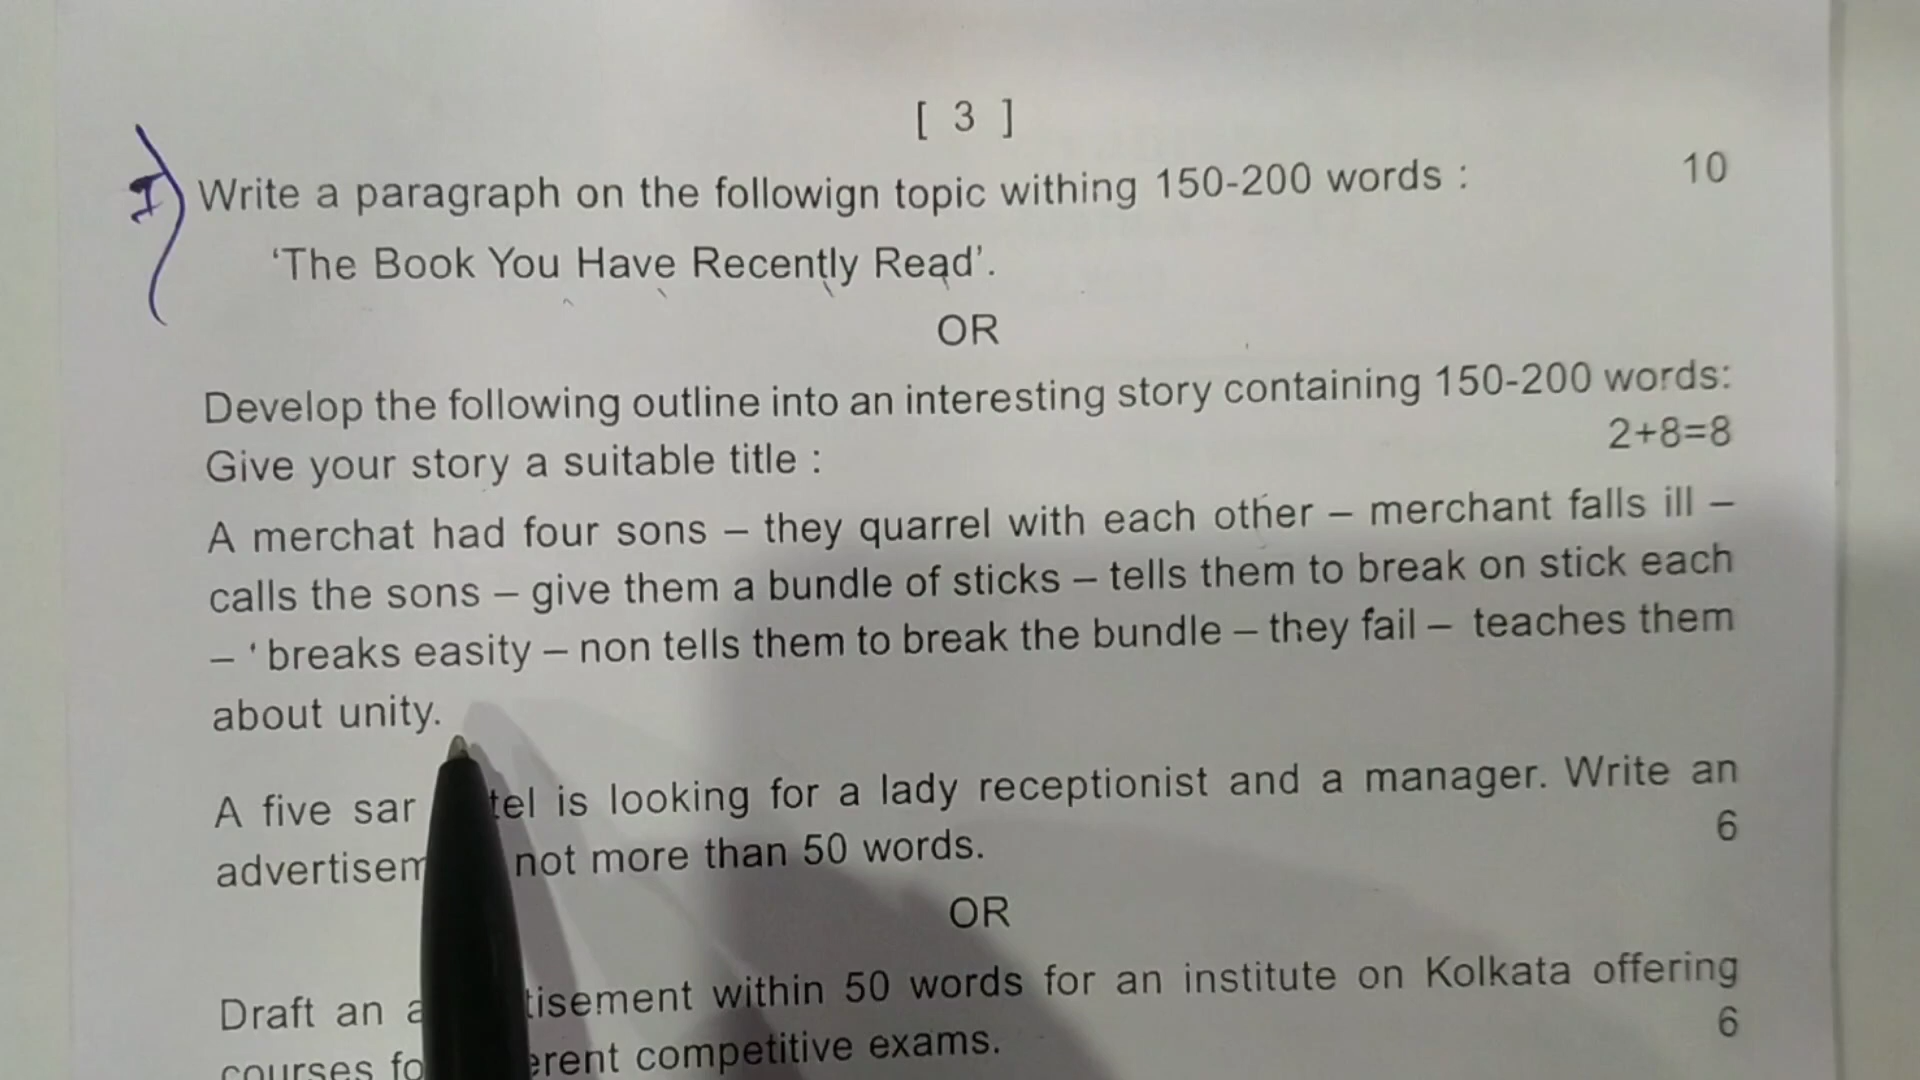 [ 3 ]
I) Write a paragraph on the followign topic withing 150-200 words : 10
‘The Book You Have Recently Read’.
OR
Develop the following outline into an interesting story containing 150-200 words:
Give your story a suitable title : 2+8=8
A merchat had four sons – they quarrel with each other – merchant falls ill –
calls the sons – give them a bundle of sticks – tells them to break on stick each
– ‘ breaks easity – non tells them to break the bundle – they fail – teaches them
about unity.
A five sar is looking for a lady receptionist and a manager. Write an
not more than 50 words. 6
OR
Draft an within 50 words for an institute on Kolkata offering
courses competitive exams. 6